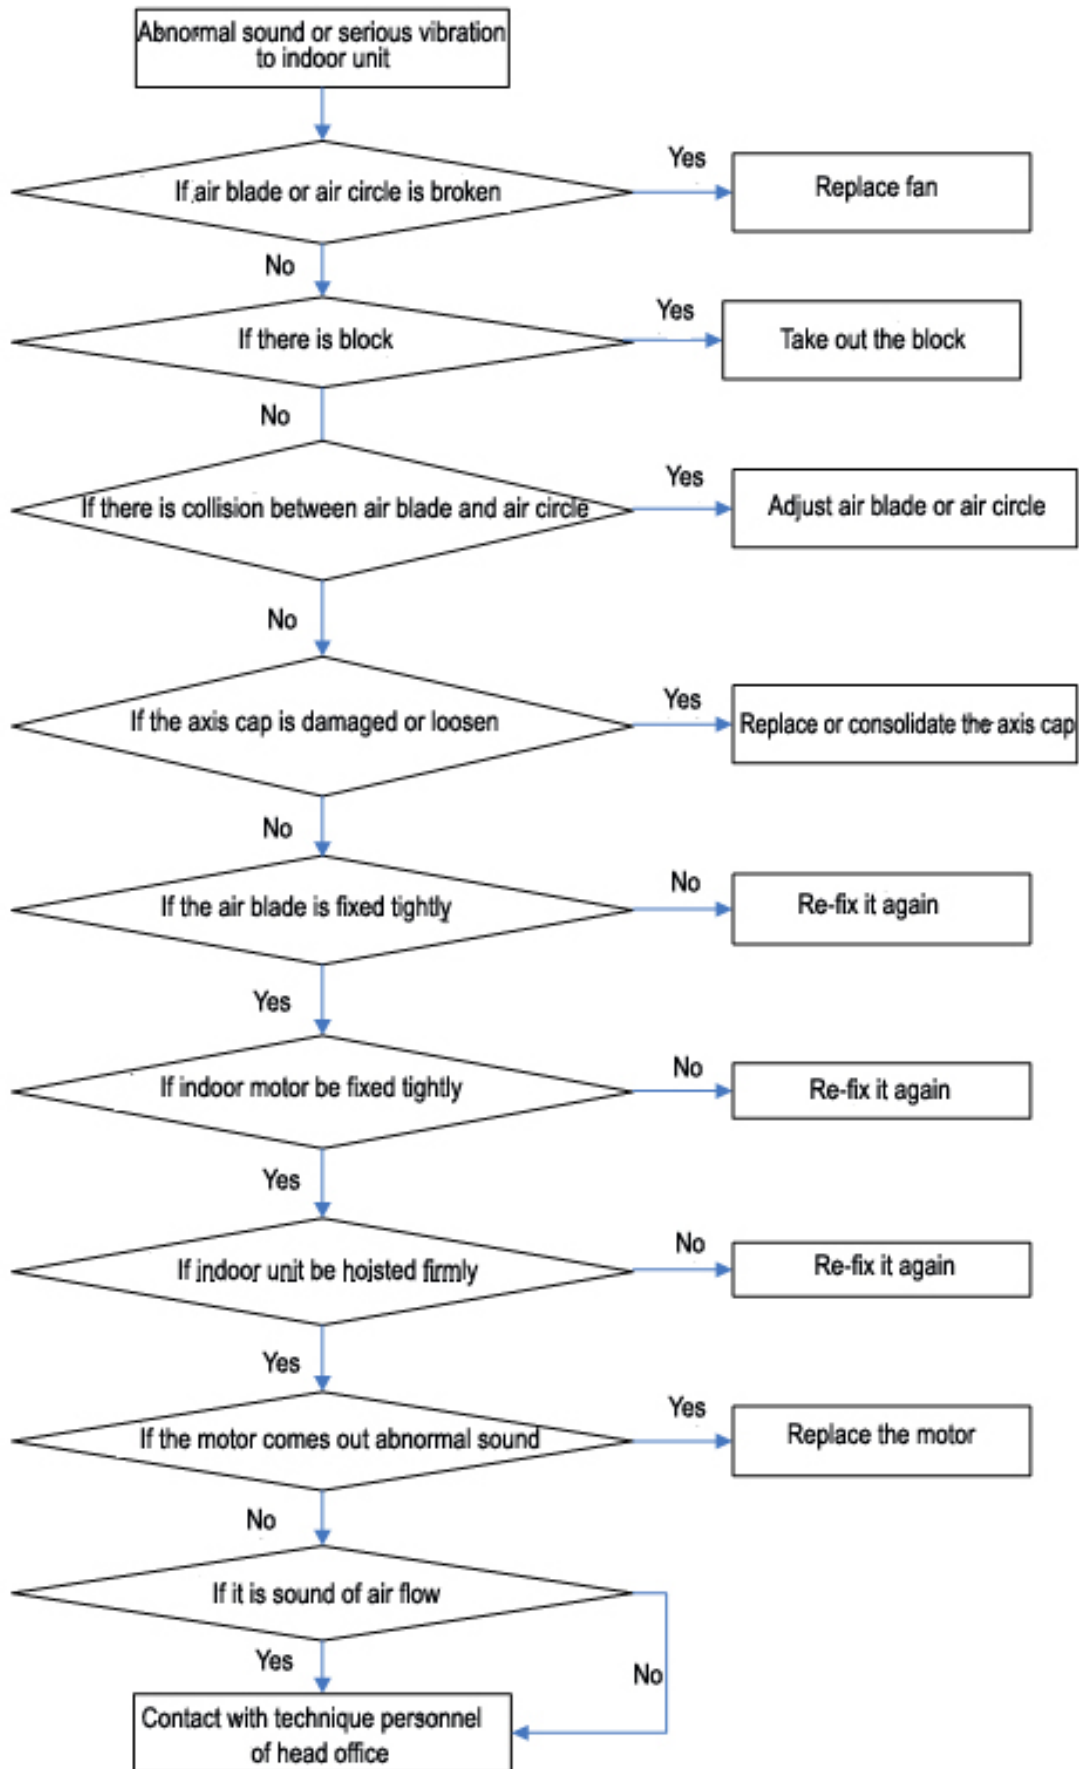 Abnormal sound or serious vibration
to indoor unit
If air blade or air circle is broken
Yes
Replace fan
No
If there is block
Yes
Take out the block
No
If there is collision between air blade and air circle
Yes
Adjust air blade or air circle
No
If the axis cap is damaged or loosen
Yes
Replace or consolidate the axis cap
No
If the air blade is fixed tightly
No
Re-fix it again
Yes
If indoor motor be fixed tightly
No
Re-fix it again
Yes
If indoor unit be hoisted firmly
No
Re-fix it again
Yes
If the motor comes out abnormal sound
Yes
Replace the motor
No
If it is sound of air flow
Yes
No
Contact with technique personnel
of head office